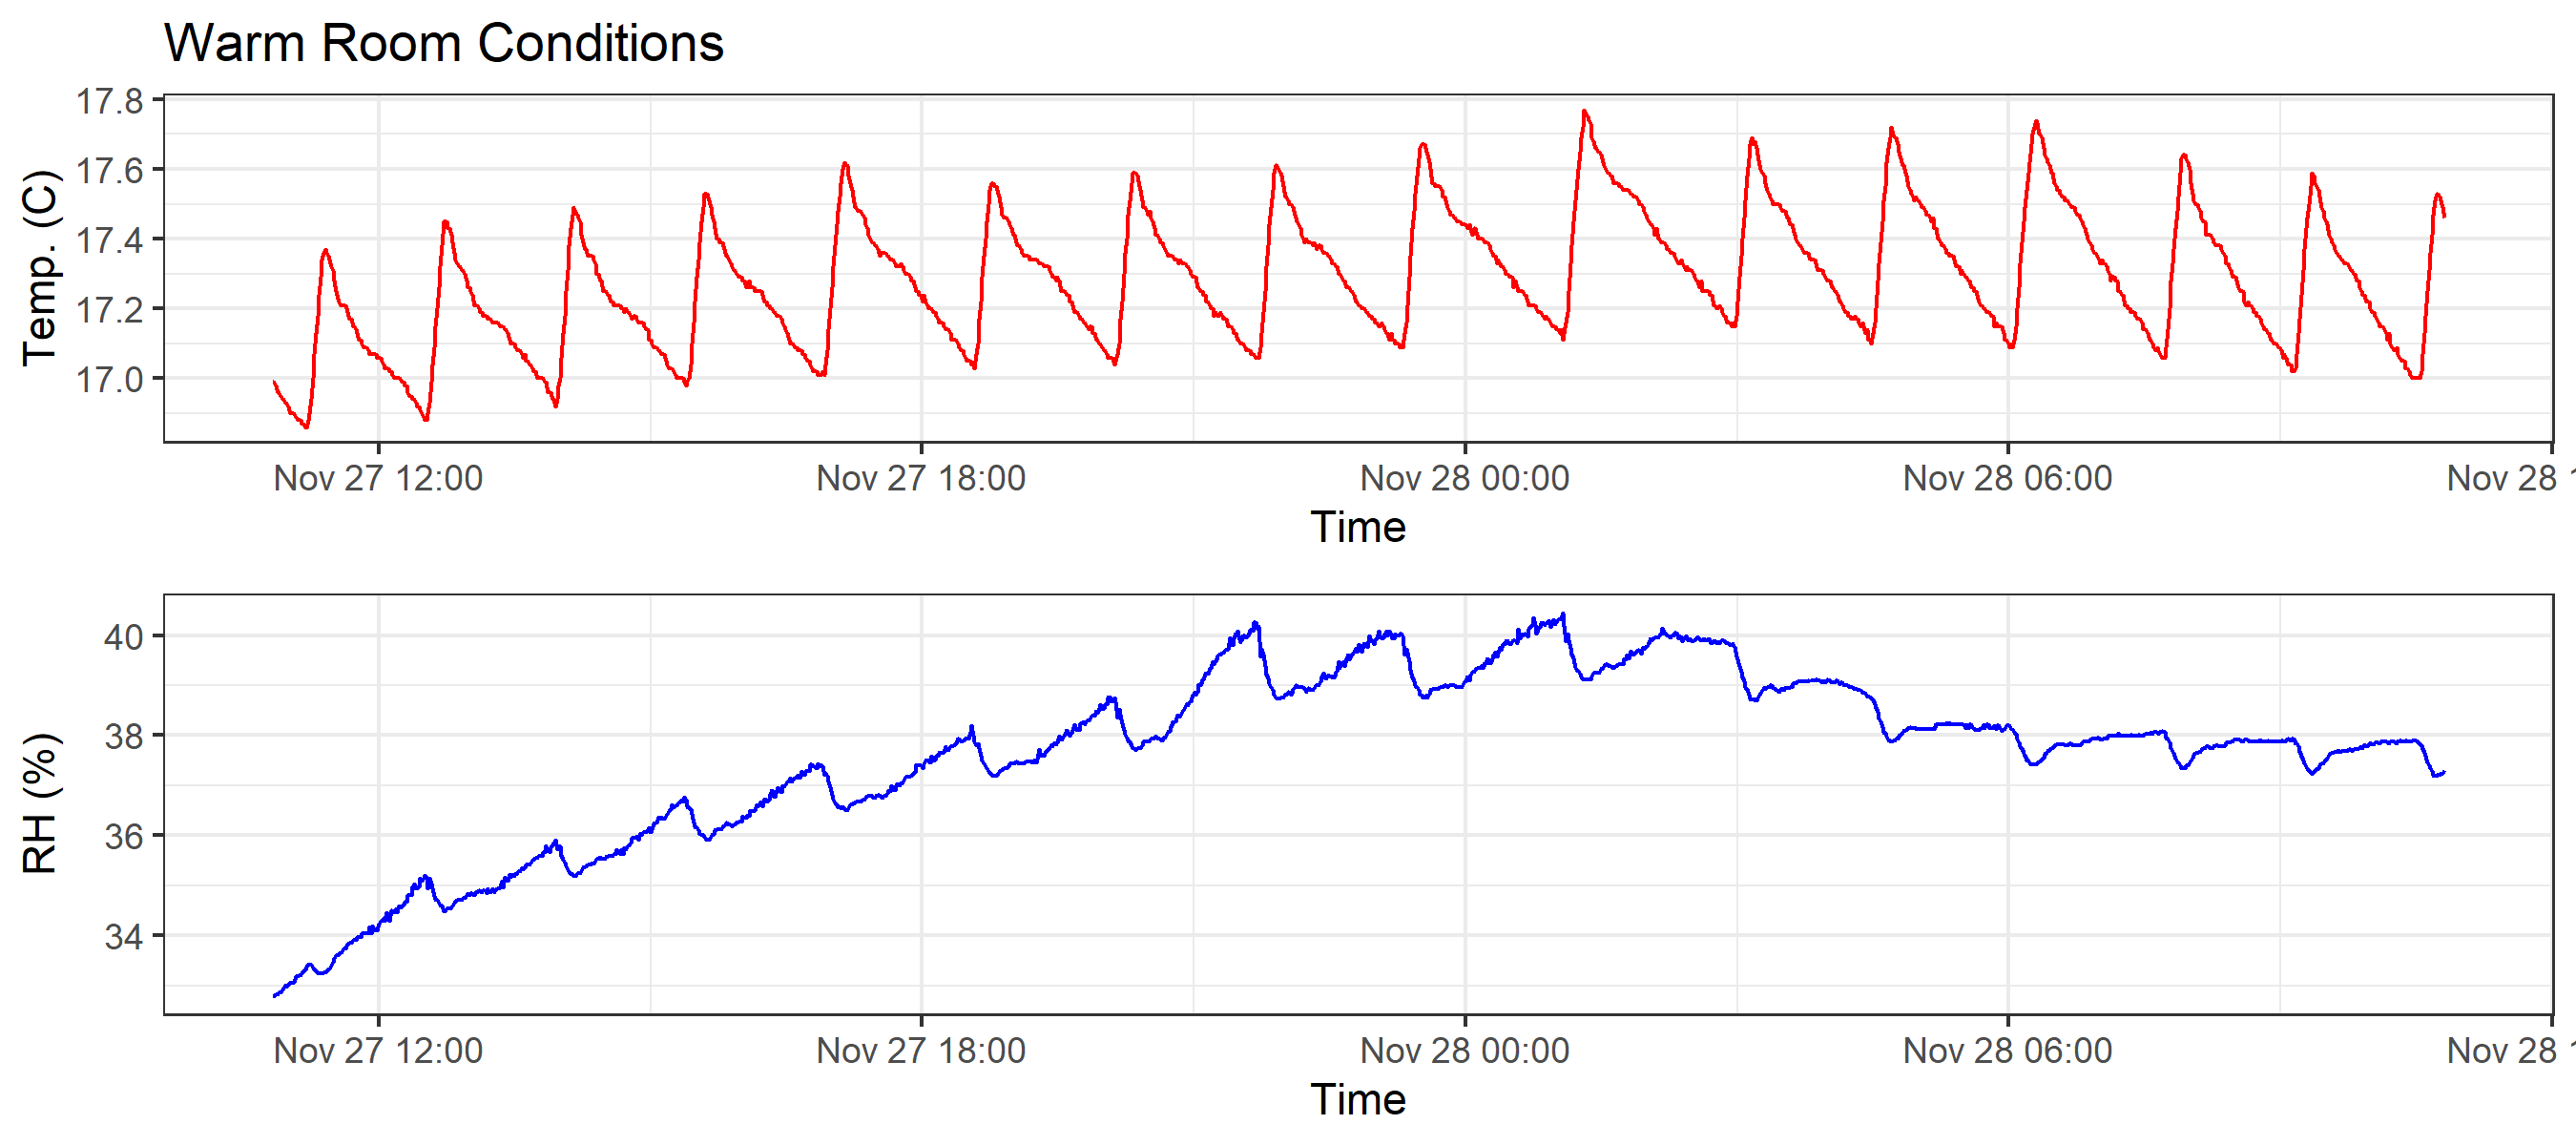 Warm Room Conditions
Temp. (C)
17.8
17.6
17.4
17.2
17.0
Nov 27 12:00 Nov 27 18:00 Nov 28 00:00 Nov 28 06:00 Nov 28 1
Time
RH (%)
40
38
36
34
Nov 27 12:00 Nov 27 18:00 Nov 28 00:00 Nov 28 06:00 Nov 28 1
Time